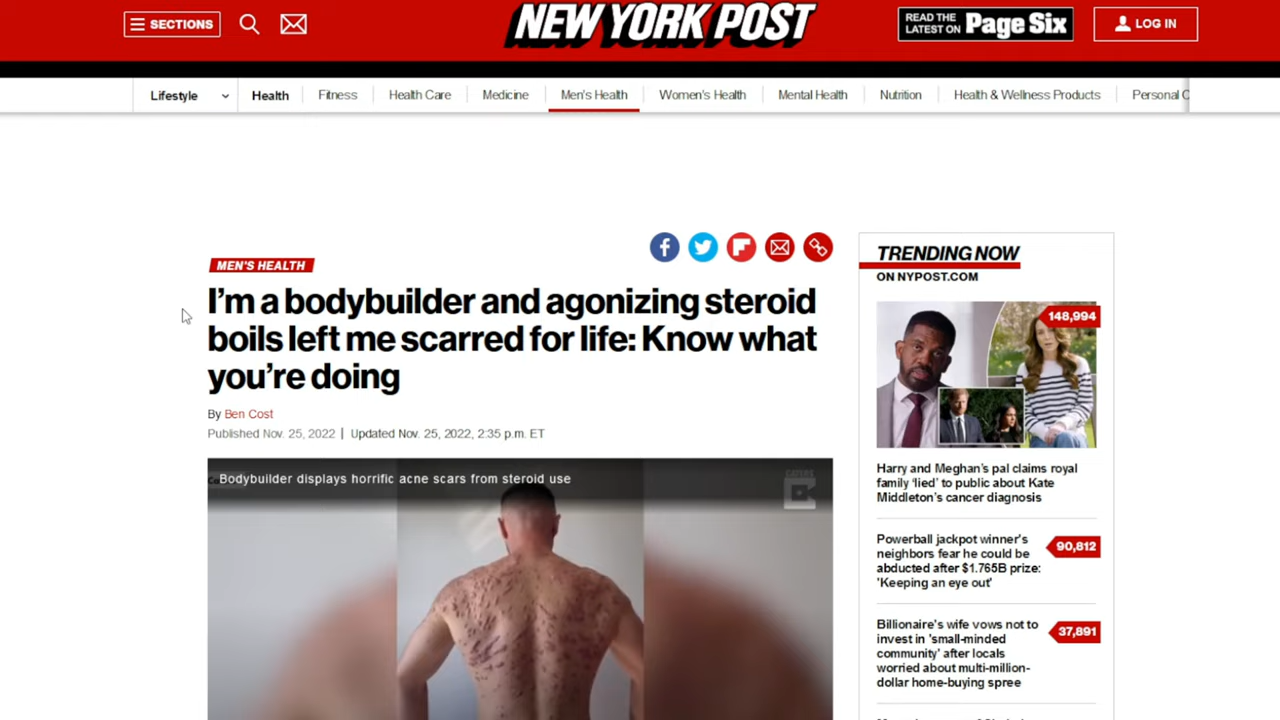 SECTIONS
NEW YORK POST
READ THE
LATEST ON
Page Six
LOG IN
Lifestyle
Health
Fitness
Health Care
Medicine
Men's Health
Women's Health
Mental Health
Nutrition
Health & Wellness Products
Personal C
MEN'S HEALTH
I'm a bodybuilder and agonizing steroid
boils left me scarred for life: Know what
you're doing
By Ben Cost
Published Nov. 25, 2022 | Updated Nov. 25, 2022, 2:35 p.m. ET
Bodybuilder displays horrific acne scars from steroid use
TRENDING NOW
ON NYPOST.COM
148,994
Harry and Meghan's pal claims royal
family 'lied' to public about Kate
Middleton's cancer diagnosis
Powerball jackpot winner's
neighbors fear he could be
abducted after $1.765B prize:
'Keeping an eye out'
90,812
Billionaire's wife vows not to
invest in 'small-minded
community' after locals
worried about multi-million-
dollar home-buying spree
37,891